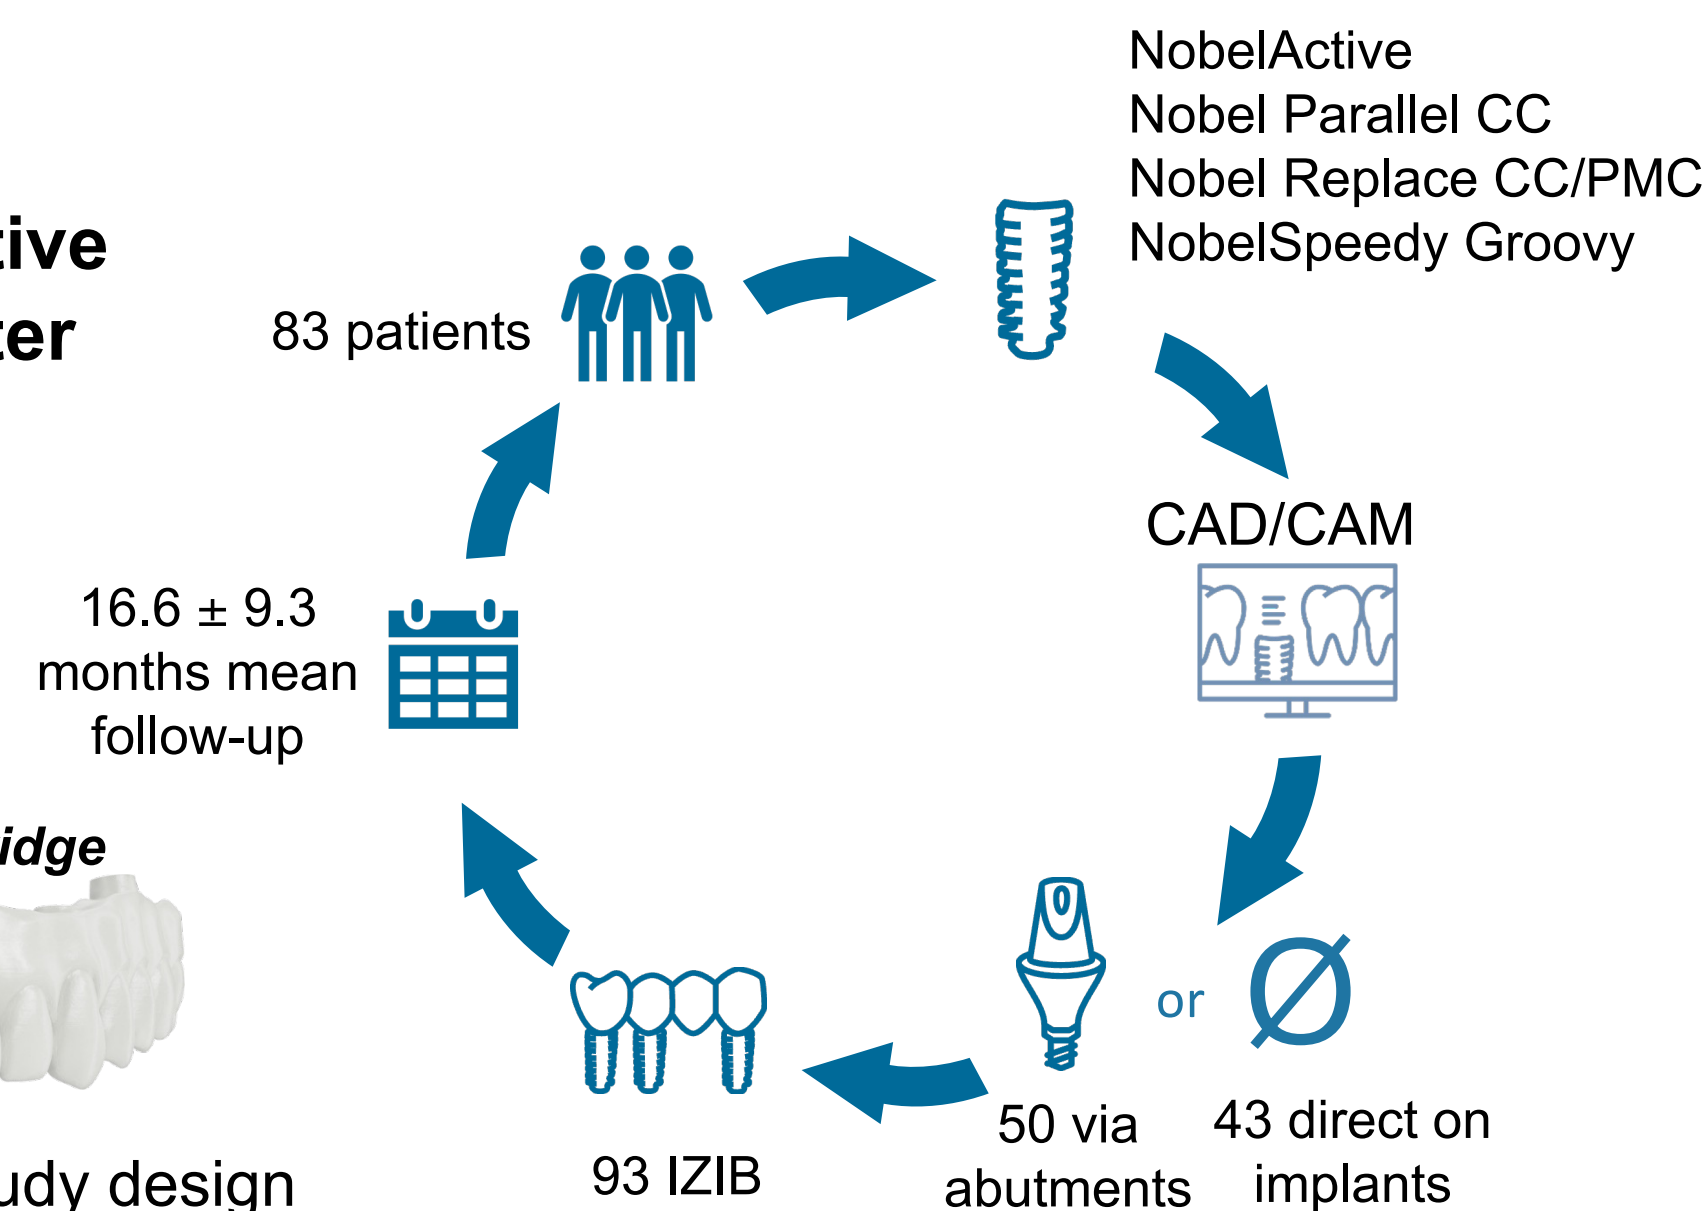 NobelActive
Nobel Parallel CC
Nobel Replace CC/PMC
NobelSpeedy Groovy
tive
ter
83 patients
CAD/CAM
16.6 ± 9.3
months mean
follow-up
idge
or
50 via
abutments
43 direct on
implants
93 IZIB
udy design